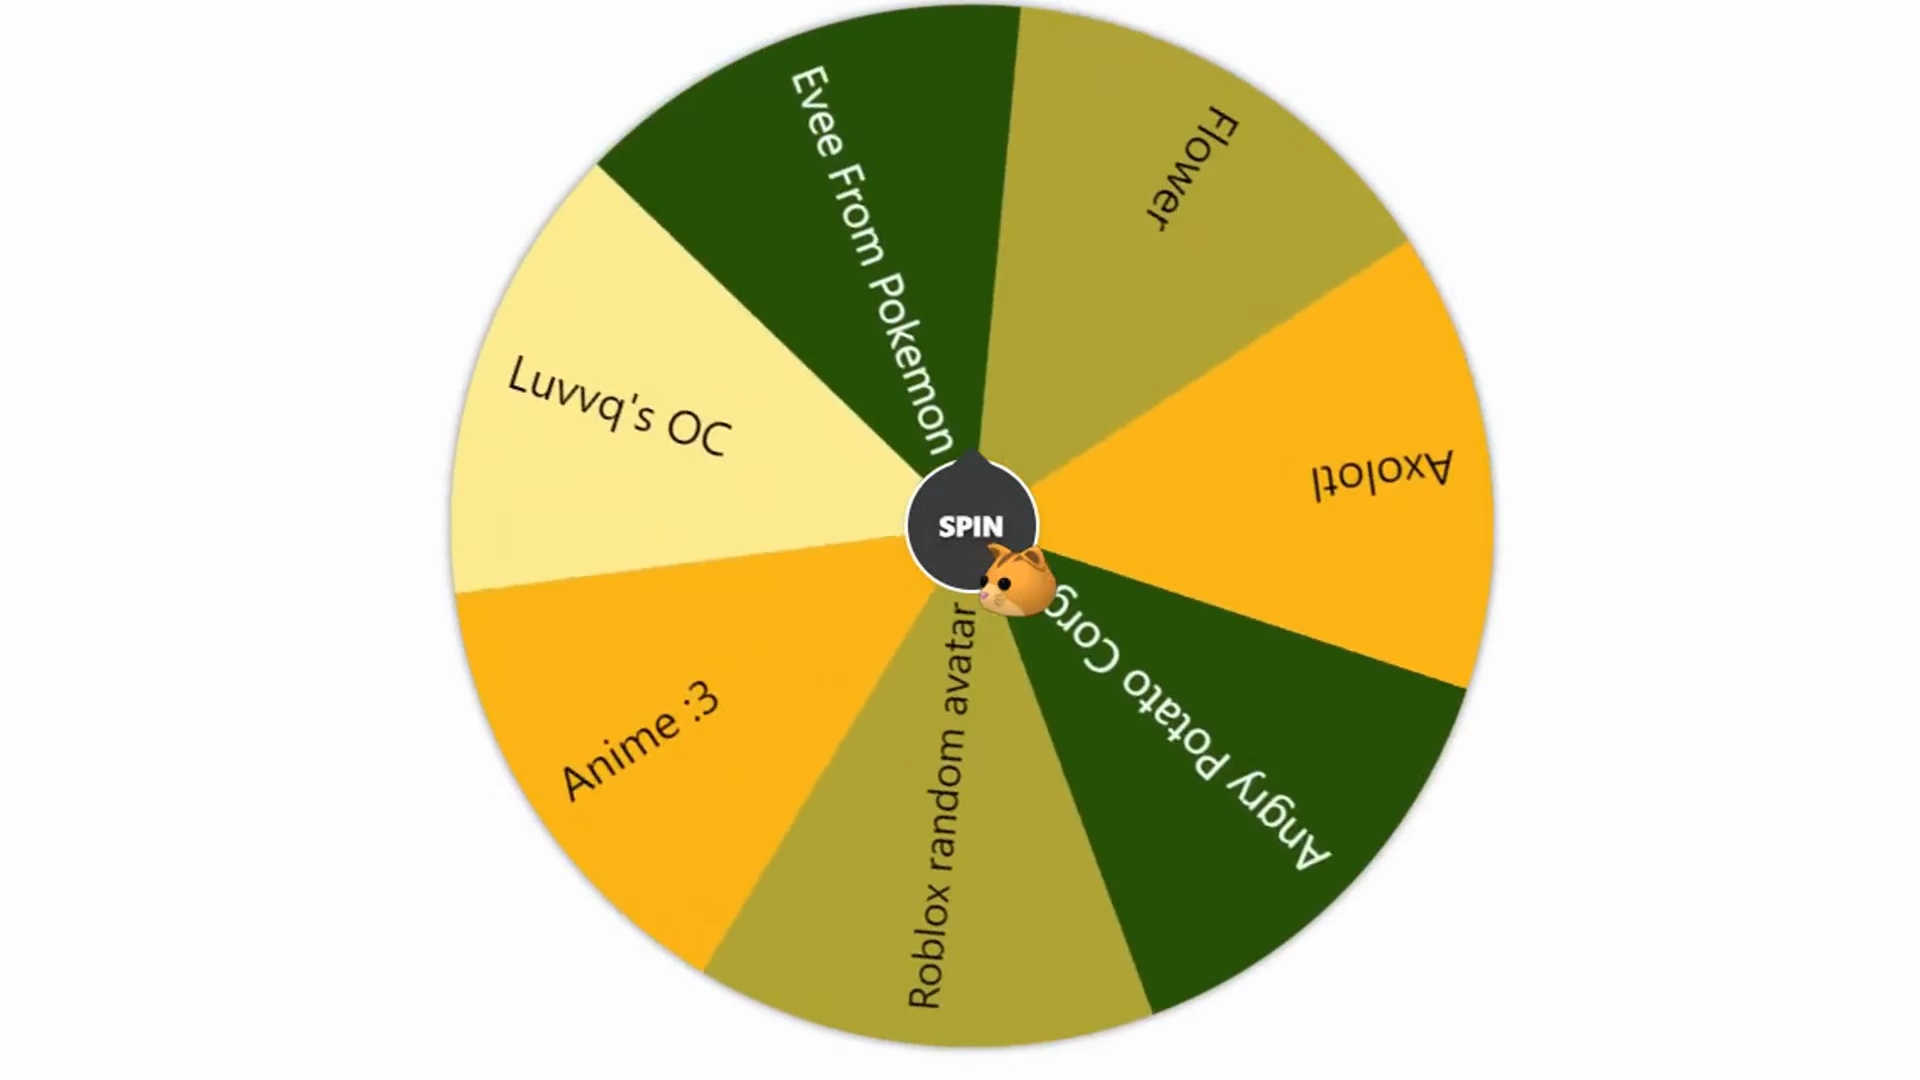 Evee From Pokemon
Flower
Axolotl
Angry Potato Corg
Roblox random avatar
Anime :3
Luvvq's OC
SPIN